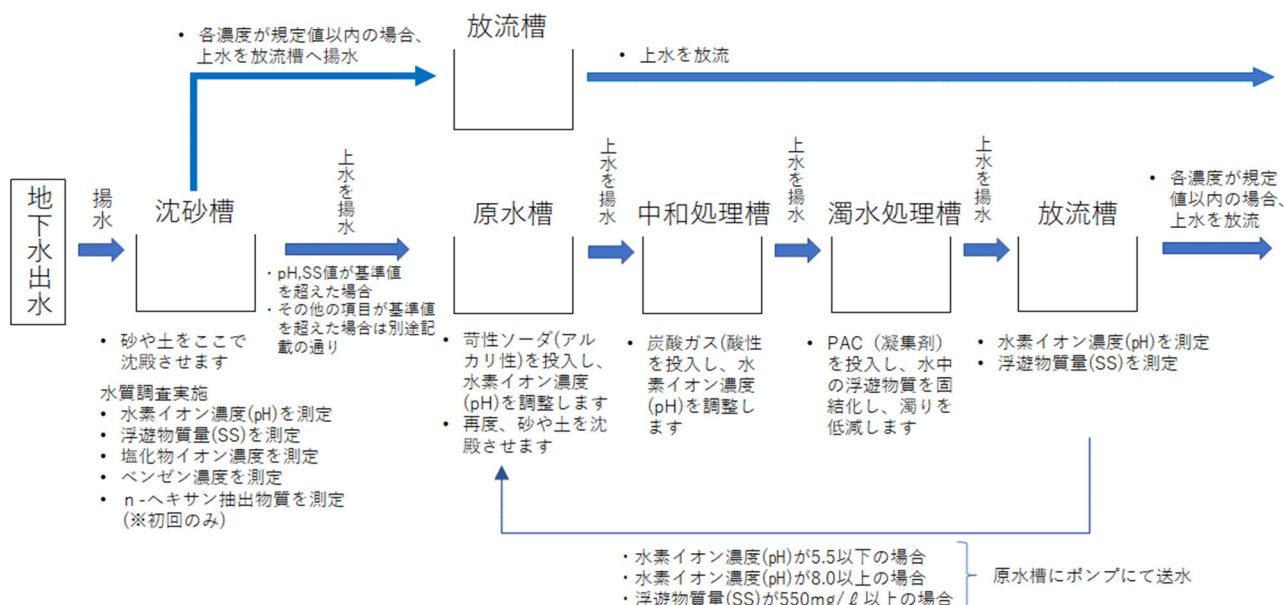 • 各濃度が規定値以内の場合、
上水を放流槽へ揚水
放流槽
• 上水を放流
地下水出水
揚水
沈砂槽
上水を揚水
・pH,SS値が基準値
を超えた場合
・その他の項目が基準値
を超えた場合は別途記
載の通り
原水槽
上水を揚水
中和処理槽
上水を揚水
濁水処理槽
上水を揚水
放流槽
• 各濃度が規定
値以内の場合、
上水を放流
• 砂や土をここで
沈殿させます
水質調査実施
• 水素イオン濃度(pH)を測定
• 浮遊物質量(SS)を測定
• 塩化物イオン濃度を測定
• ベンゼン濃度を測定
• n-ヘキサン抽出物質を測定
(※初回のみ)
• 苛性ソーダ(アル
カリ性)を投入し、
水素イオン濃度
(pH)を調整します
• 再度、砂や土を沈
殿させます
• 炭酸ガス(酸性
を投入し、水
素イオン濃度
(pH)を調整し
ます
• PAC（凝集剤）
を投入し、水中
の浮遊物質を固
結化し、濁りを
低減します
• 水素イオン濃度(pH)を測定
• 浮遊物質量(SS)を測定
・水素イオン濃度(pH)が5.5以下の場合
・水素イオン濃度(pH)が8.0以上の場合
・浮遊物質量(SS)が550mg/ℓ以上の場合
原水槽にポンプにて送水